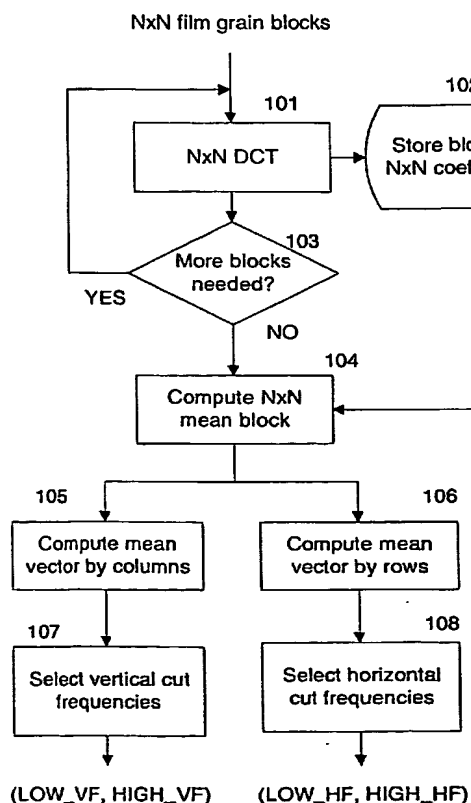 NxN film grain blocks
101
102
NxN DCT
Store
NxN
103
More blocks
needed?
YES
NO
104
Compute NxN
mean block
105
106
Compute mean
vector by columns
Compute mean
vector by rows
107
108
Select vertical cut
frequencies
Select horizontal
cut frequencies
(LOW_VF, HIGH_VF)
(LOW_HF, HIGH_HF)